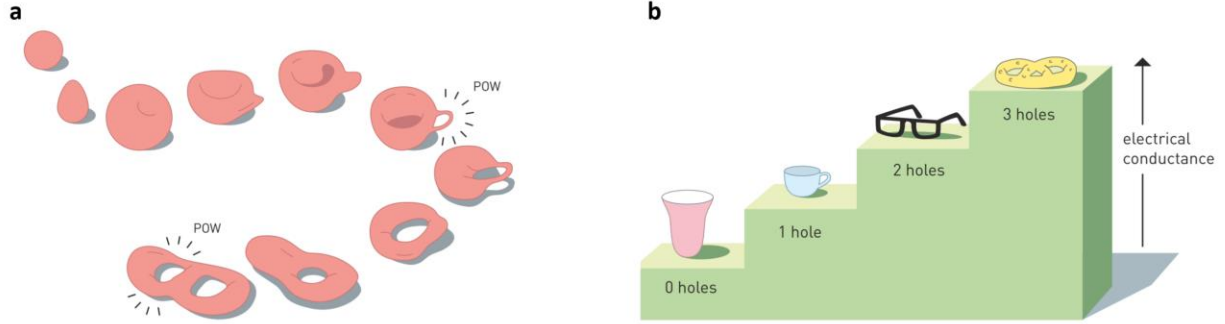 a
POW
POW
b
0 holes
1 hole
2 holes
3 holes
electrical
conductance